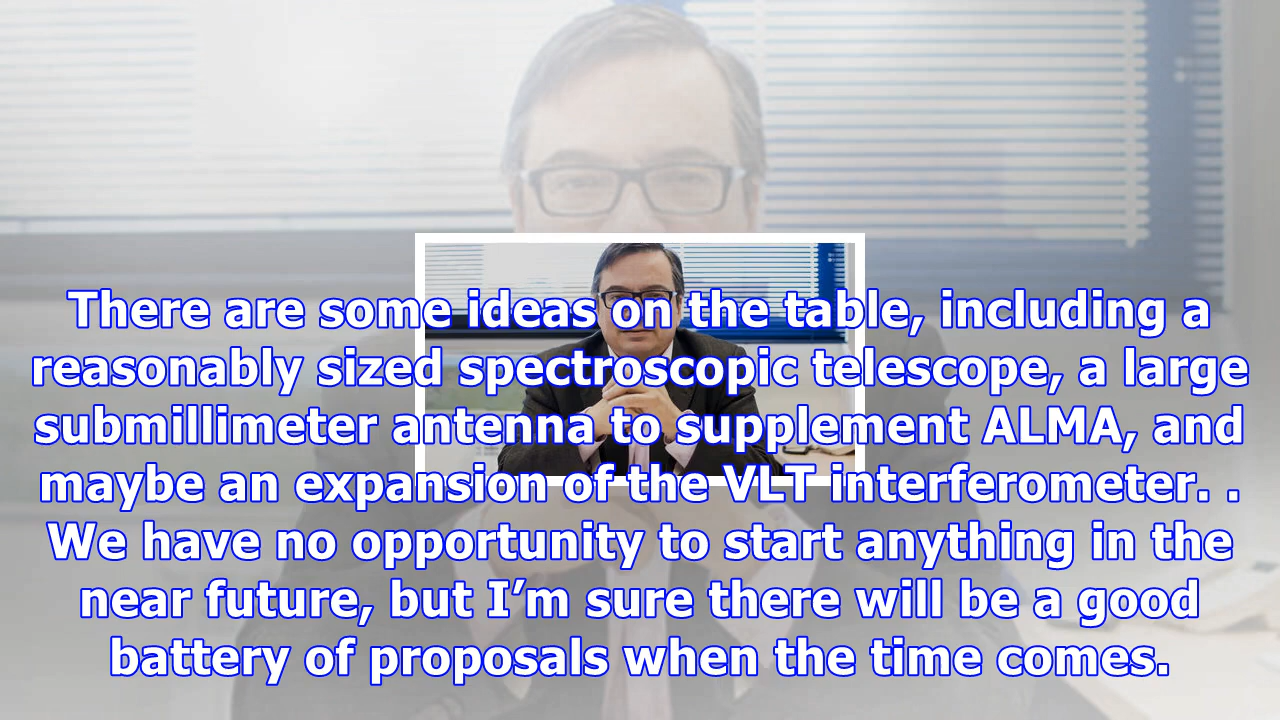 There are some ideas on the table, including a
reasonably sized spectroscopic telescope, a large
submillimeter antenna to supplement ALMA, and
maybe an expansion of the VLT interferometer. .
We have no opportunity to start anything in the
near future, but I’m sure there will be a good
battery of proposals when the time comes.